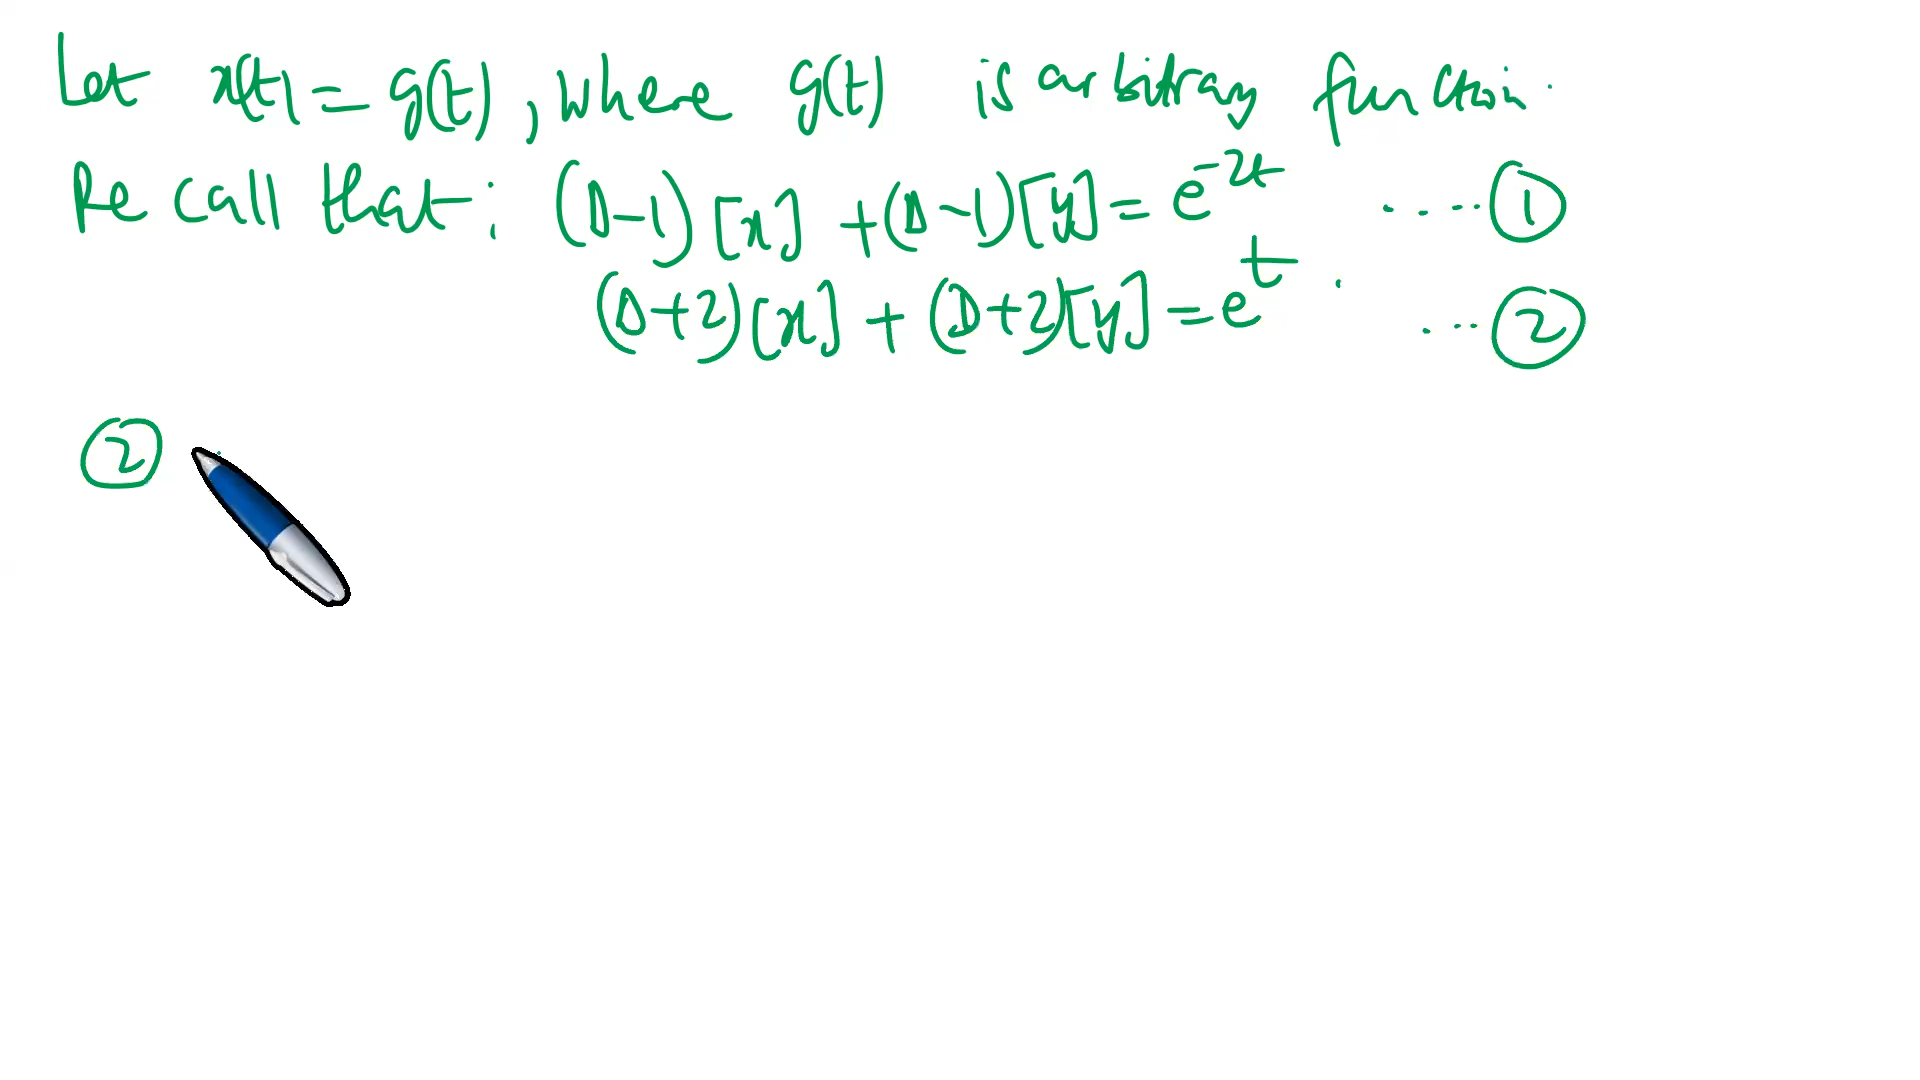 Let x(t) = g(t), where g(t) is arbitrary function.
Recall that: (D-1)[x] + (D-1)[y] = e^{-2t} ..... ①
(D+2)[x] + (D+2)[y] = e^{t}. ... ②
②